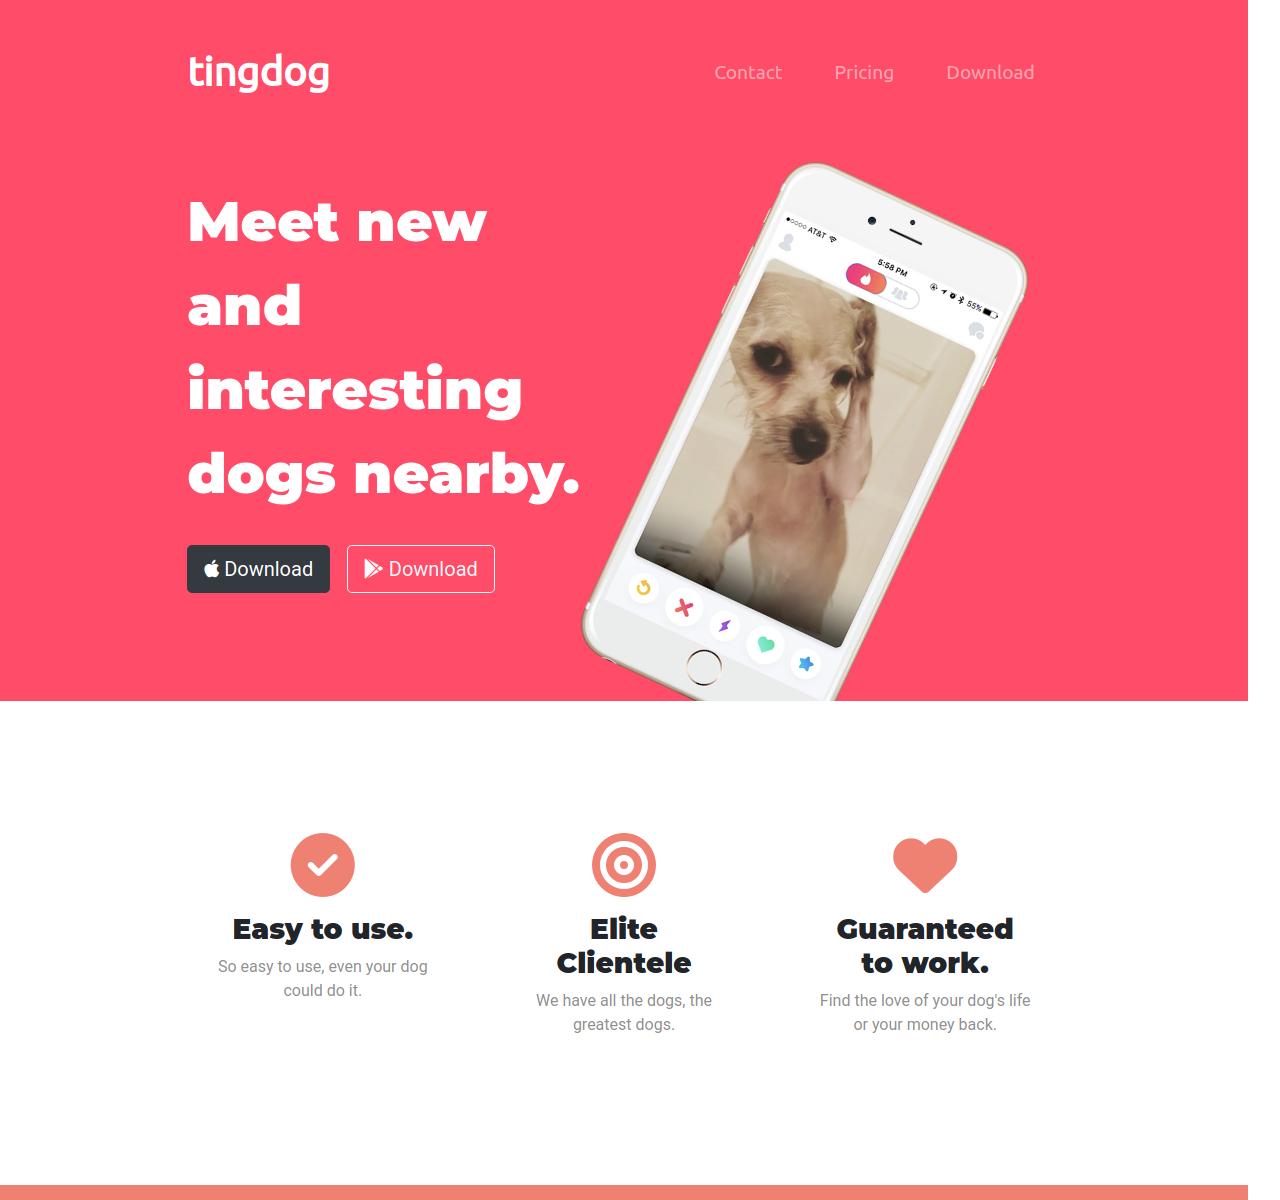 tingdog
Contact
Pricing
Download
Meet new
and
interesting
dogs nearby.
Download
Download
AT&T
5:58 PM
55%
Easy to use.
So easy to use, even your dog
could do it.
Elite
Clientele
We have all the dogs, the
greatest dogs.
Guaranteed
to work.
Find the love of your dog's life
or your money back.